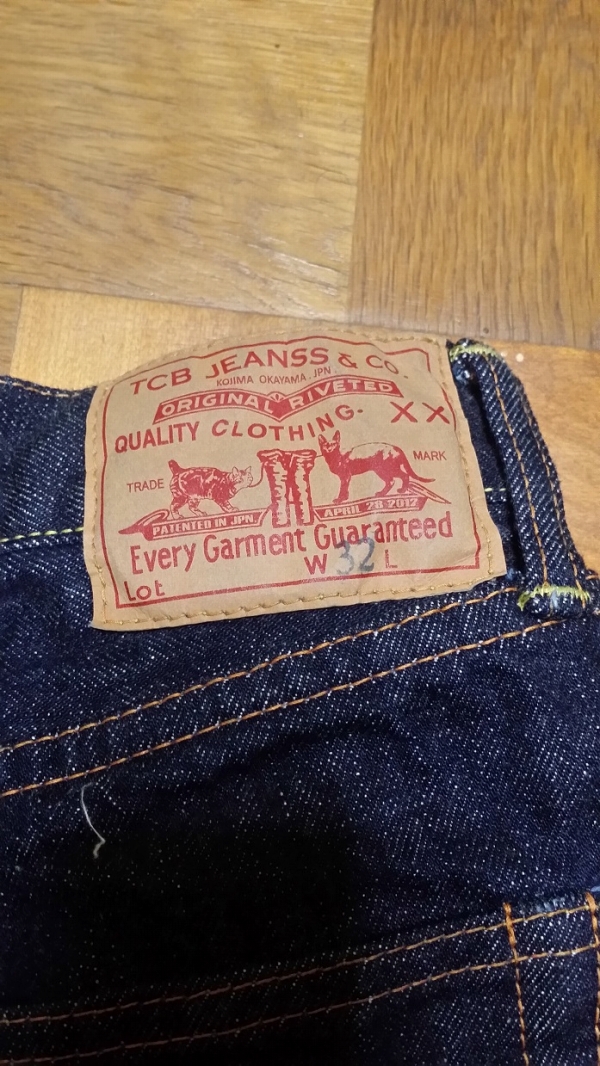 TCB JEANSS & CO.
KOJIMA OKAYAMA.JPN.
ORIGINAL RIVETED
QUALITY CLOTHING. XX
TRADE MARK
PATENTED IN JPN. APRIL 28 2012
Every Garment Guaranteed
W 32 L
Lot